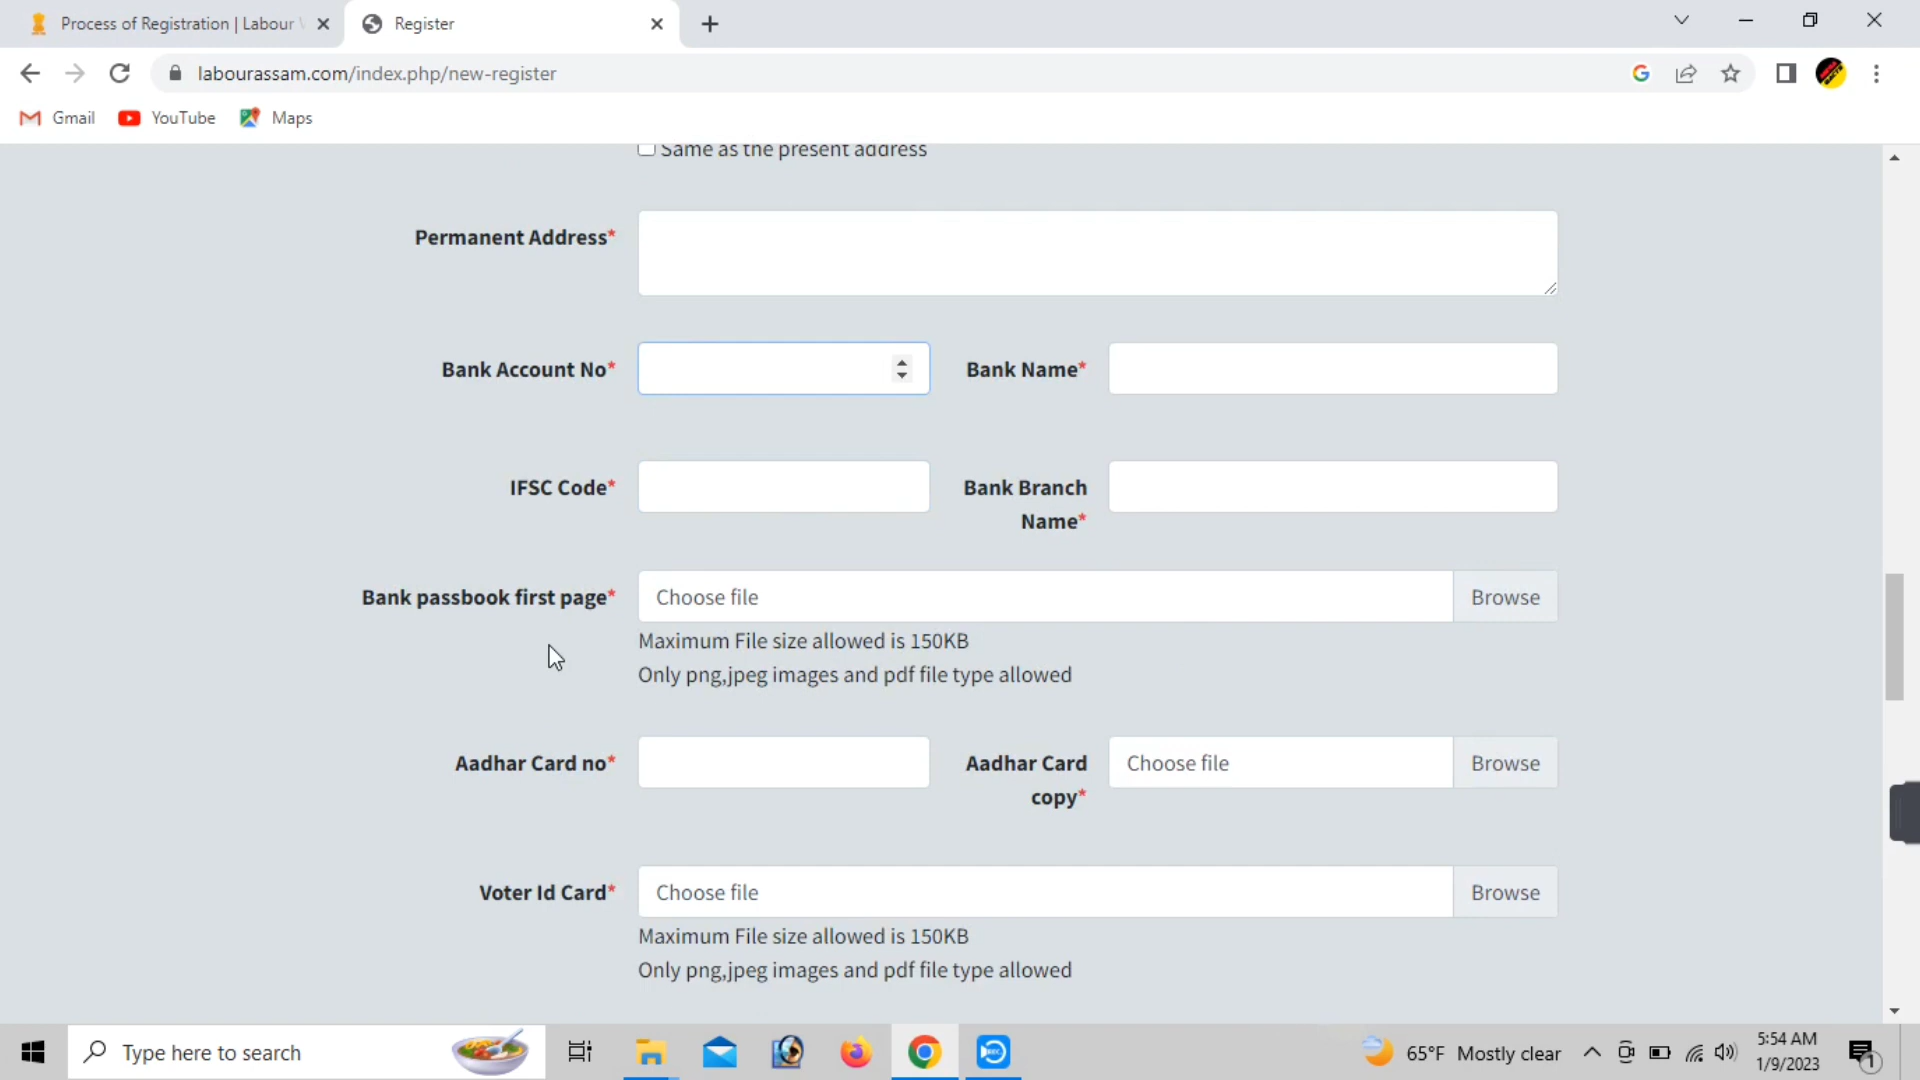 Process of Registration | Labour
Register
labourassam.com/index.php/new-register
Gmail
YouTube
Maps
Same as the present address
Permanent Address*
Bank Account No*
Bank Name*
IFSC Code*
Bank Branch
Name*
Bank passbook first page*
Choose file
Browse
Maximum File size allowed is 150KB
Only png,jpeg images and pdf file type allowed
Aadhar Card no*
Aadhar Card
copy*
Choose file
Browse
Voter Id Card*
Choose file
Browse
Maximum File size allowed is 150KB
Only png,jpeg images and pdf file type allowed
Type here to search
65°F Mostly clear
5:54 AM
1/9/2023
1